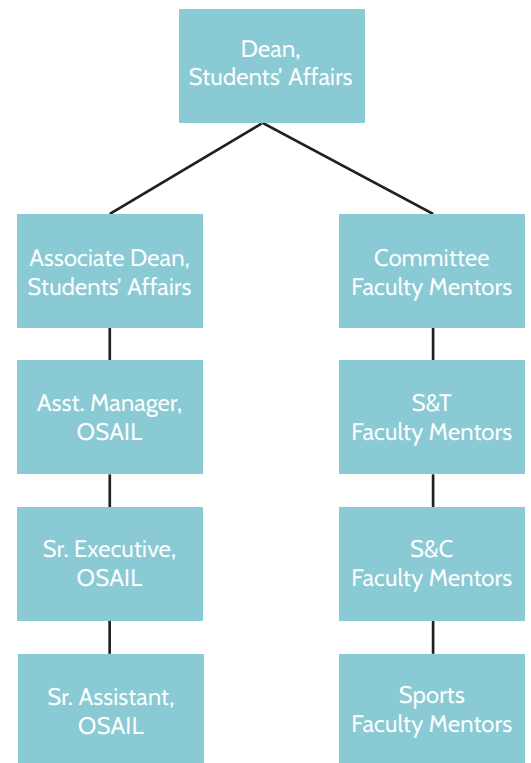 Dean,
Students' Affairs
Associate Dean,
Students' Affairs
Committee
Faculty Mentors
Asst. Manager,
OSAIL
S&T
Faculty Mentors
Sr. Executive,
OSAIL
S&C
Faculty Mentors
Sr. Assistant,
OSAIL
Sports
Faculty Mentors